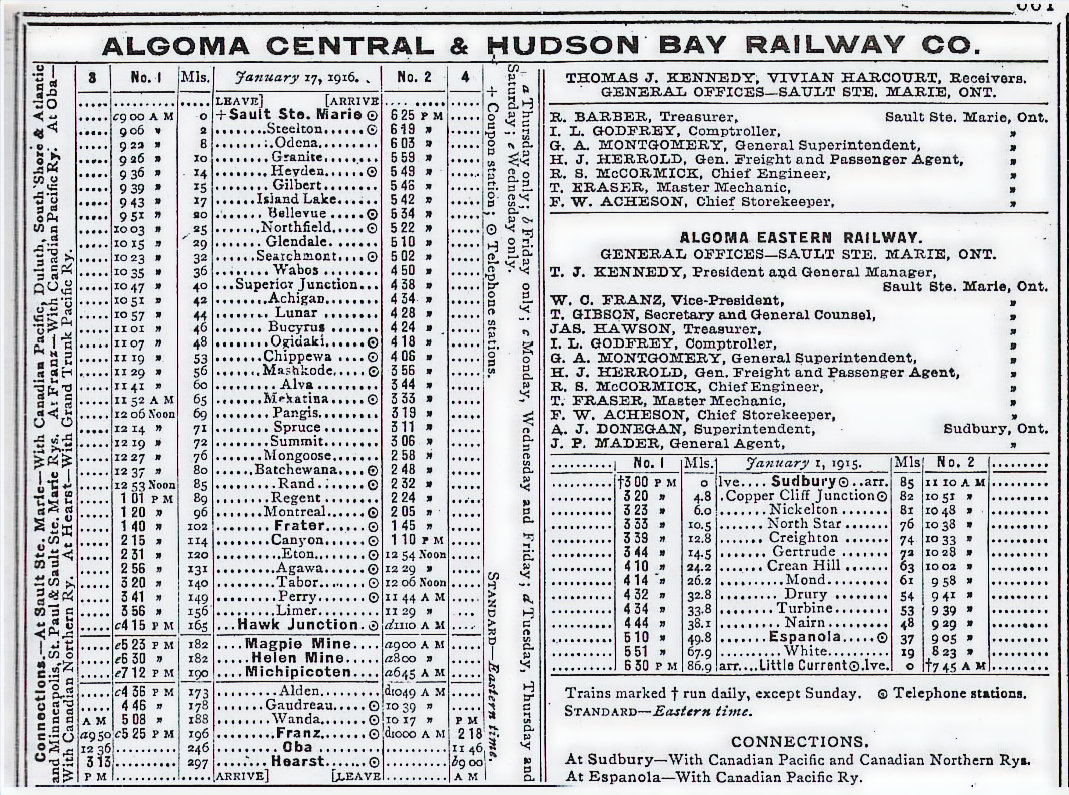 ALGOMA CENTRAL & HUDSON BAY RAILWAY CO.
3 | No. 1 | Mls. | January 17, 1916. | No. 2 | 4
LEAVE] [ARRIVE
c9 00 A M | 0 | +Sault Ste. Marie ⊙ | 6 25 P M
9 06 " | 2 | Steelton ⊙ | 6 19 "
9 22 " | 8 | Odena | 6 03 "
9 26 " | 10 | Granite | 5 59 "
9 36 " | 14 | Heyden ⊙ | 5 49 "
9 39 " | 15 | Gilbert | 5 46 "
9 43 " | 17 | Island Lake | 5 42 "
9 51 " | 20 | Bellevue ⊙ | 5 34 "
10 03 " | 25 | Northfield ⊙ | 5 22 "
10 15 " | 29 | Glendale | 5 10 "
10 23 " | 32 | Searchmont ⊙ | 5 02 "
10 35 " | 36 | Wabos | 4 50 "
10 47 " | 40 | Superior Junction | 4 38 "
10 51 " | 42 | Achigan | 4 34 "
10 57 " | 44 | Lunar | 4 28 "
11 01 " | 46 | Bucyrus | 4 24 "
11 07 " | 48 | Ogidaki ⊙ | 4 18 "
11 19 " | 53 | Chippewa ⊙ | 4 06 "
11 29 " | 56 | Mashkode ⊙ | 3 56 "
11 41 " | 60 | Alva | 3 44 "
11 52 A M | 65 | Mekatina ⊙ | 3 33 "
12 06 Noon | 69 | Pangis | 3 19 "
12 14 " | 71 | Spruce | 3 11 "
12 19 " | 72 | Summit | 3 06 "
12 27 " | 76 | Mongoose | 2 58 "
12 37 " | 80 | Batchewana ⊙ | 2 48 "
12 53 Noon | 85 | Rand ⊙ | 2 32 "
1 01 P M | 89 | Regent | 2 24 "
1 20 " | 96 | Montreal ⊙ | 2 05 "
1 40 " | 102 | Frater ⊙ | 1 45 "
2 15 " | 114 | Canyon ⊙ | 1 10 P M
2 31 " | 120 | Eton ⊙ | 12 54 Noon
2 56 " | 131 | Agawa ⊙ | 12 29 "
3 20 " | 140 | Tabor ⊙ | 12 06 Noon
3 41 " | 149 | Perry ⊙ | 11 44 A M
3 56 " | 156 | Limer | 11 29 "
c4 15 P M | 165 | Hawk Junction ⊙ | d11 10 A M
c5 23 P M | 182 | Magpie Mine | a9 00 A M
e6 30 " | 182 | Helen Mine | a8 00 "
e7 12 P M | 190 | Michipicoten | a6 45 A M
c4 36 P M | 173 | Alden | d10 49 A M
4 46 " | 178 | Gaudreau ⊙ | 10 39 "
A M | 5 08 " | 188 | Wanda ⊙ | 10 17 " | P M
a9 50 | c5 25 P M | 196 | Franz ⊙ | d10 00 A M | 2 18
12 36 | 246 | Oba | 11 46
3 13 | 297 | Hearst ⊙ | b9 00
P M | ARRIVE] [LEAVE | A M
Connections.—At Sault Ste. Marie—With Canadian Pacific, Duluth, South Shore & Atlantic
and Minneapolis, St. Paul & Sault Ste. Marie Rys. At Franz—With Canadian Pacific Ry. At Oba—
With Canadian Northern Ry. At Hearst—With Grand Trunk Pacific Ry.
a Thursday only; b Friday only; c Monday, Wednesday and Friday; d Tuesday, Thursday and
Saturday; e Wednesday only.
+ Coupon station; ⊙ Telephone stations. STANDARD—Eastern time.
THOMAS J. KENNEDY, VIVIAN HARCOURT, Receivers.
GENERAL OFFICES—SAULT STE. MARIE, ONT.
R. BARBER, Treasurer, Sault Ste. Marie, Ont.
I. L. GODFREY, Comptroller, "
G. A. MONTGOMERY, General Superintendent, "
H. J. HERROLD, Gen. Freight and Passenger Agent, "
R. S. McCORMICK, Chief Engineer, "
T. ERASER, Master Mechanic, "
F. W. ACHESON, Chief Storekeeper, "
ALGOMA EASTERN RAILWAY.
GENERAL OFFICES—SAULT STE. MARIE, ONT.
T. J. KENNEDY, President and General Manager,
Sault Ste. Marie, Ont.
W. C. FRANZ, Vice-President, "
T. GIBSON, Secretary and General Counsel, "
JAS. HAWSON, Treasurer, "
I. L. GODFREY, Comptroller, "
G. A. MONTGOMERY, General Superintendent, "
H. J. HERROLD, Gen. Freight and Passenger Agent, "
R. S. McCORMICK, Chief Engineer, "
T. FRASER, Master Mechanic, "
F. W. ACHESON, Chief Storekeeper, "
A. J. DONEGAN, Superintendent, Sudbury, Ont.
J. P. MADER, General Agent, "
No. 1 | Mls. | January 1, 1915. | Mls | No. 2
†3 00 P M | 0 | lve. Sudbury ⊙ arr. | 85 | 11 10 A M
3 20 " | 4.8 | Copper Cliff Junction ⊙ | 82 | 10 51 "
3 23 " | 6.0 | Nickelton | 81 | 10 48 "
3 33 " | 10.5 | North Star | 76 | 10 38 "
3 39 " | 12.8 | Creighton | 74 | 10 33 "
3 44 " | 14.5 | Gertrude | 72 | 10 28 "
4 10 " | 24.2 | Crean Hill | 63 | 10 02 "
4 14 " | 26.2 | Mond | 61 | 9 58 "
4 32 " | 32.8 | Drury | 54 | 9 41 "
4 34 " | 33.8 | Turbine | 53 | 9 39 "
4 44 " | 38.1 | Nairn | 48 | 9 29 "
5 10 " | 49.8 | Espanola ⊙ | 37 | 9 05 "
5 51 " | 67.9 | White | 19 | 8 23 "
6 30 P M | 86.9 | arr. Little Current ⊙ lve. | 0 | †7 45 A M
Trains marked † run daily, except Sunday. ⊙ Telephone stations.
STANDARD—Eastern time.
CONNECTIONS.
At Sudbury—With Canadian Pacific and Canadian Northern Rys.
At Espanola—With Canadian Pacific Ry.